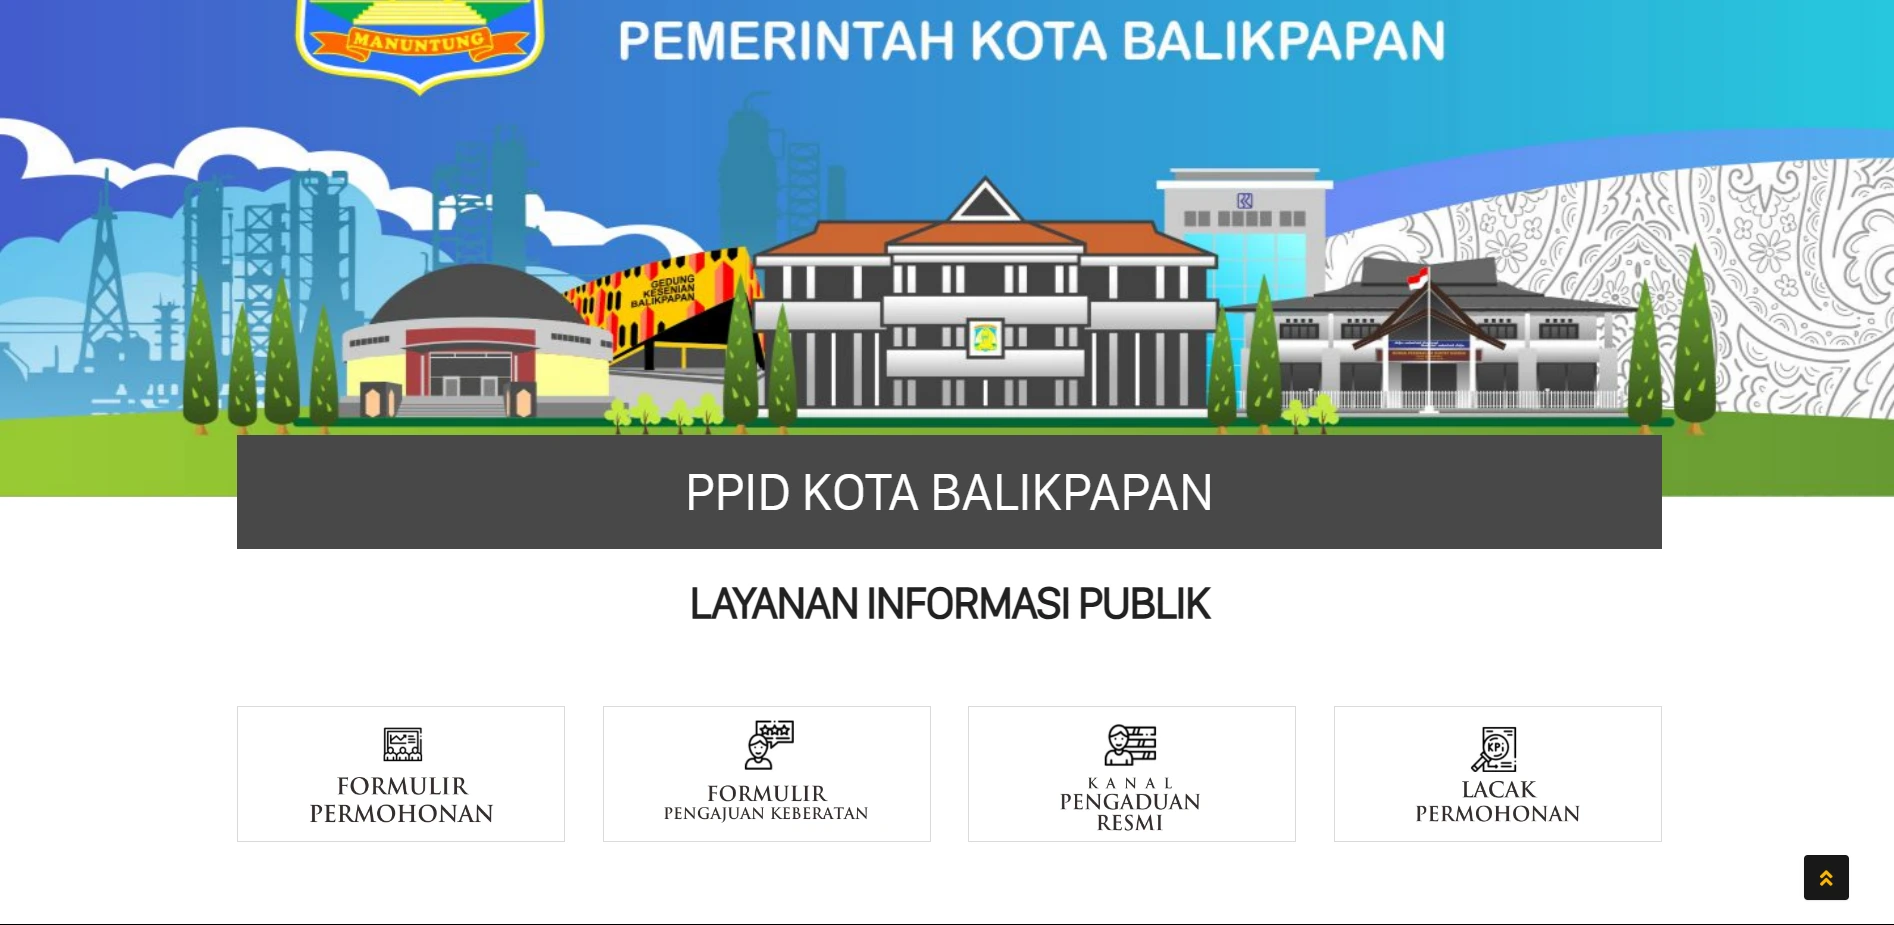 MANUNTUNG
PEMERINTAH KOTA BALIKPAPAN
GEDUNG
KESENIAN
BALIKPAPAN
PPID KOTA BALIKPAPAN
LAYANAN INFORMASI PUBLIK
FORMULIR
PERMOHONAN
FORMULIR
PENGAJUAN KEBERATAN
KANAL
PENGADUAN
RESMI
KPi
LACAK
PERMOHONAN